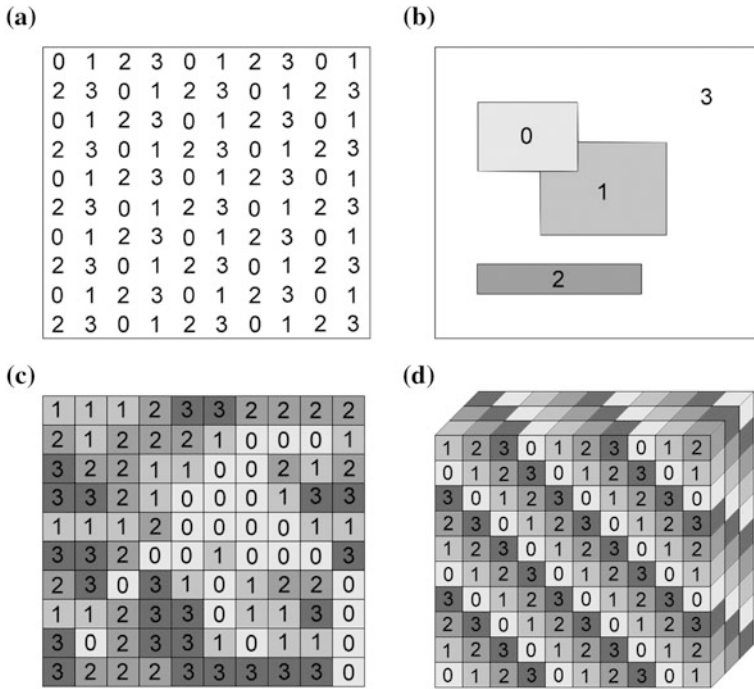 (a)
0 1 2 3 0 1 2 3 0 1
2 3 0 1 2 3 0 1 2 3
0 1 2 3 0 1 2 3 0 1
2 3 0 1 2 3 0 1 2 3
0 1 2 3 0 1 2 3 0 1
2 3 0 1 2 3 0 1 2 3
0 1 2 3 0 1 2 3 0 1
2 3 0 1 2 3 0 1 2 3
0 1 2 3 0 1 2 3 0 1
2 3 0 1 2 3 0 1 2 3
(b)
3
0
1
2
(c)
1 1 1 2 3 3 2 2 2 2
2 1 2 2 2 1 0 0 0 1
3 2 2 1 1 0 0 2 1 2
3 3 2 1 0 0 0 1 3 3
1 1 1 2 0 0 0 0 1 1
3 3 2 0 0 1 0 0 0 3
2 3 0 3 1 0 1 2 2 0
1 1 2 3 3 0 1 1 3 0
3 0 2 3 3 1 0 1 1 0
3 2 2 2 3 3 3 3 3 0
(d)
1 2 3 0 1 2 3 0 1 2
0 1 2 3 0 1 2 3 0 1
3 0 1 2 3 0 1 2 3 0
2 3 0 1 2 3 0 1 2 3
1 2 3 0 1 2 3 0 1 2
0 1 2 3 0 1 2 3 0 1
3 0 1 2 3 0 1 2 3 0
2 3 0 1 2 3 0 1 2 3
1 2 3 0 1 2 3 0 1 2
0 1 2 3 0 1 2 3 0 1